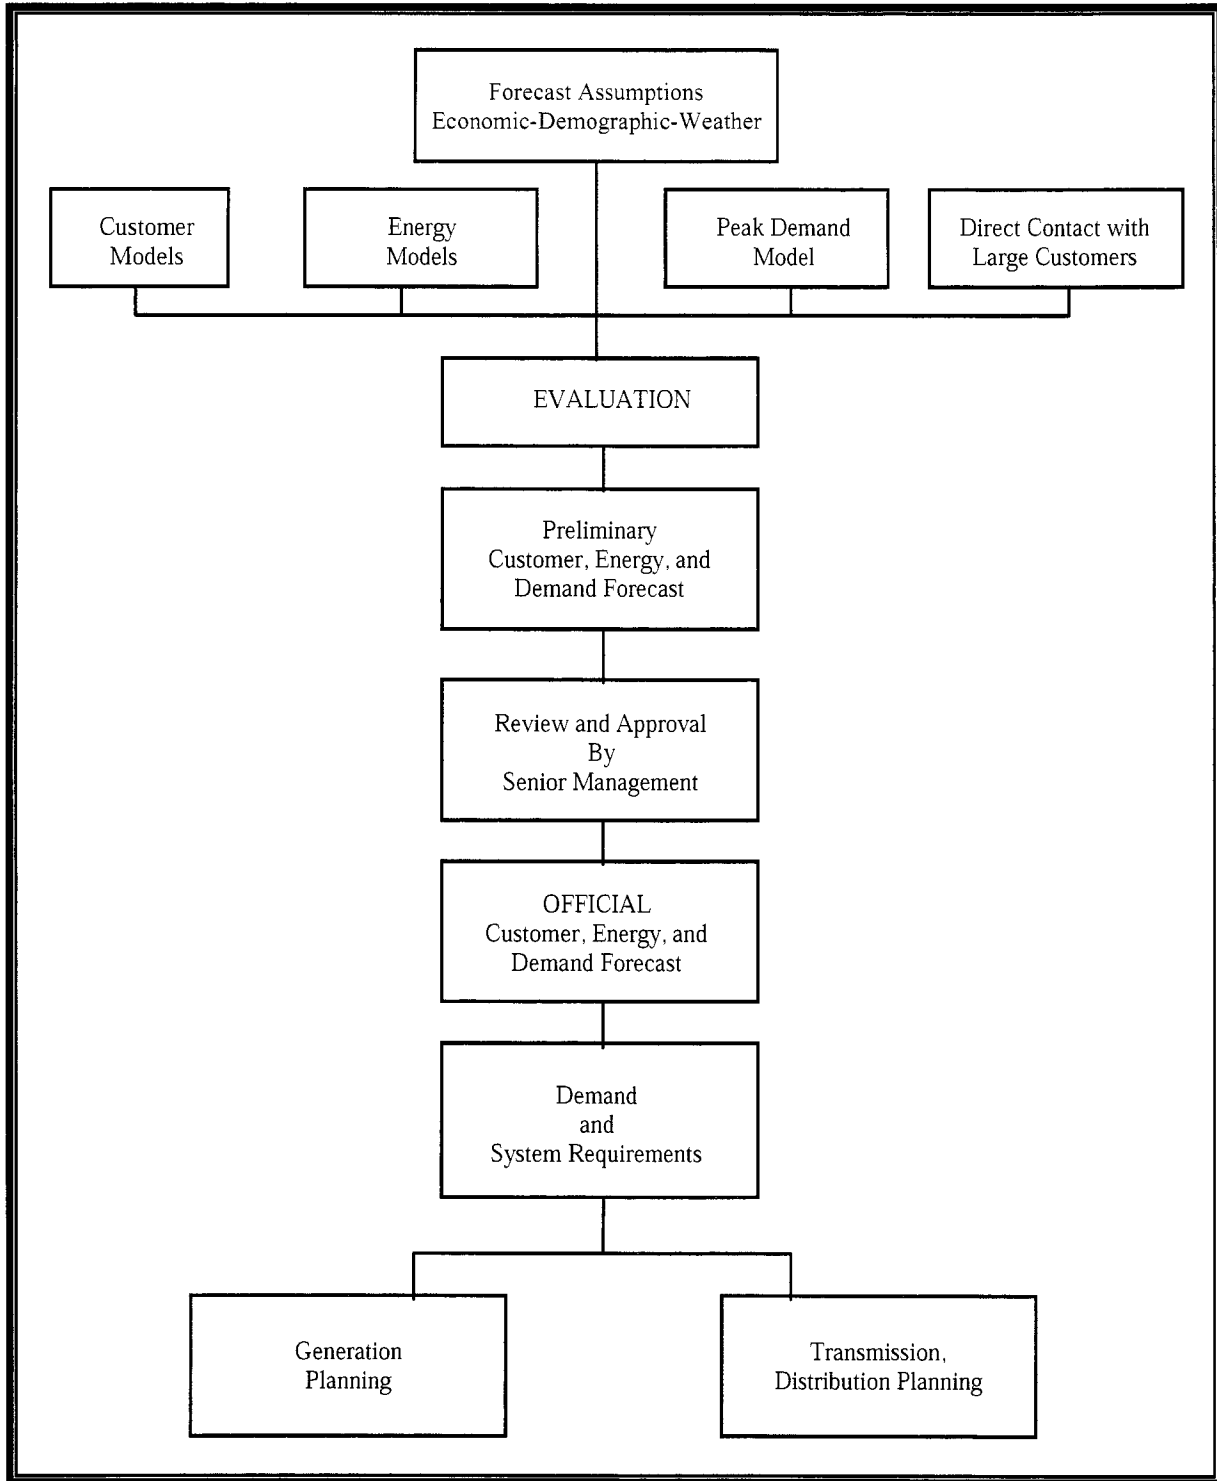 Forecast Assumptions
Economic-Demographic-Weather
Customer
Models
Energy
Models
Peak Demand
Model
Direct Contact with
Large Customers
EVALUATION
Preliminary
Customer, Energy, and
Demand Forecast
Review and Approval
By
Senior Management
OFFICIAL
Customer, Energy, and
Demand Forecast
Demand
and
System Requirements
Generation
Planning
Transmission,
Distribution Planning